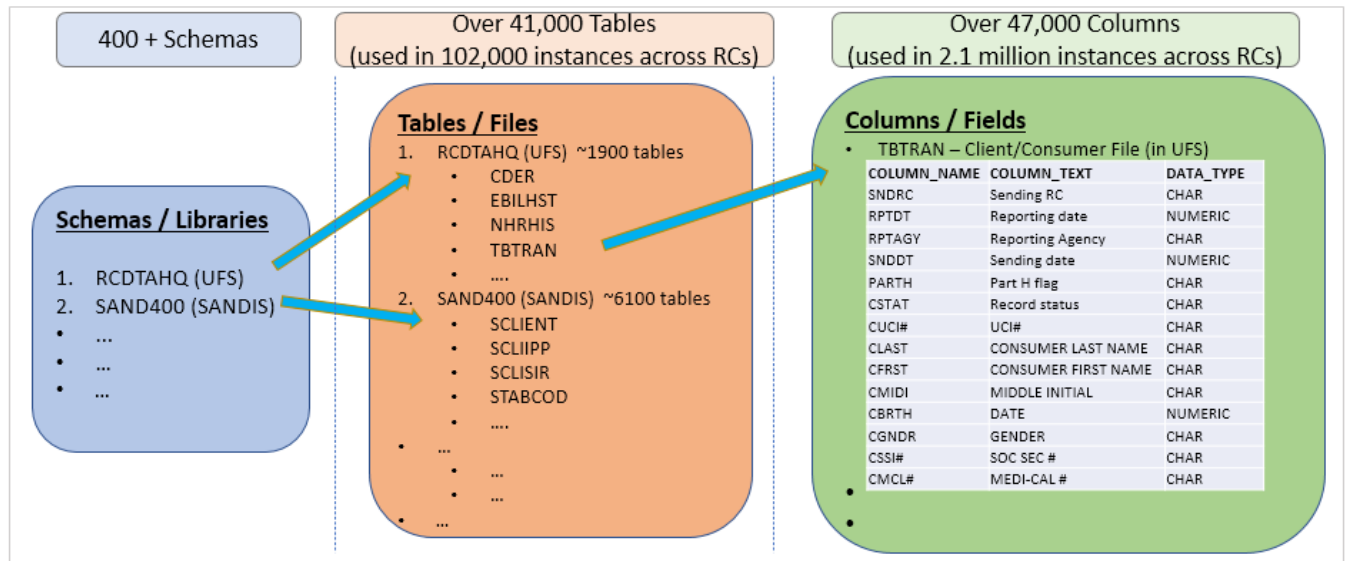 400 + Schemas
Over 41,000 Tables
(used in 102,000 instances across RCs)
Over 47,000 Columns
(used in 2.1 million instances across RCs)
Schemas / Libraries
1. RCDTAHQ (UFS)
2. SAND400 (SANDIS)
• ...
• ...
• ...
Tables / Files
1. RCDTAHQ (UFS) ~1900 tables
• CDER
• EBILHST
• NHRHIS
• TBTRAN
• ....
2. SAND400 (SANDIS) ~6100 tables
• SCLIENT
• SCLIIPP
• SCLISIR
• STABCOD
• ....
• ...
• ...
• ...
• ...
Columns / Fields
• TBTRAN – Client/Consumer File (in UFS)
COLUMN_NAME COLUMN_TEXT DATA_TYPE
SNDRC Sending RC CHAR
RPTDT Reporting date NUMERIC
RPTAGY Reporting Agency CHAR
SNDDT Sending date NUMERIC
PARTH Part H flag CHAR
CSTAT Record status CHAR
CUCI# UCI# CHAR
CLAST CONSUMER LAST NAME CHAR
CFRST CONSUMER FIRST NAME CHAR
CMIDI MIDDLE INITIAL CHAR
CBRTH DATE NUMERIC
CGNDR GENDER CHAR
CSSI# SOC SEC # CHAR
CMCL# MEDI-CAL # CHAR
•
•